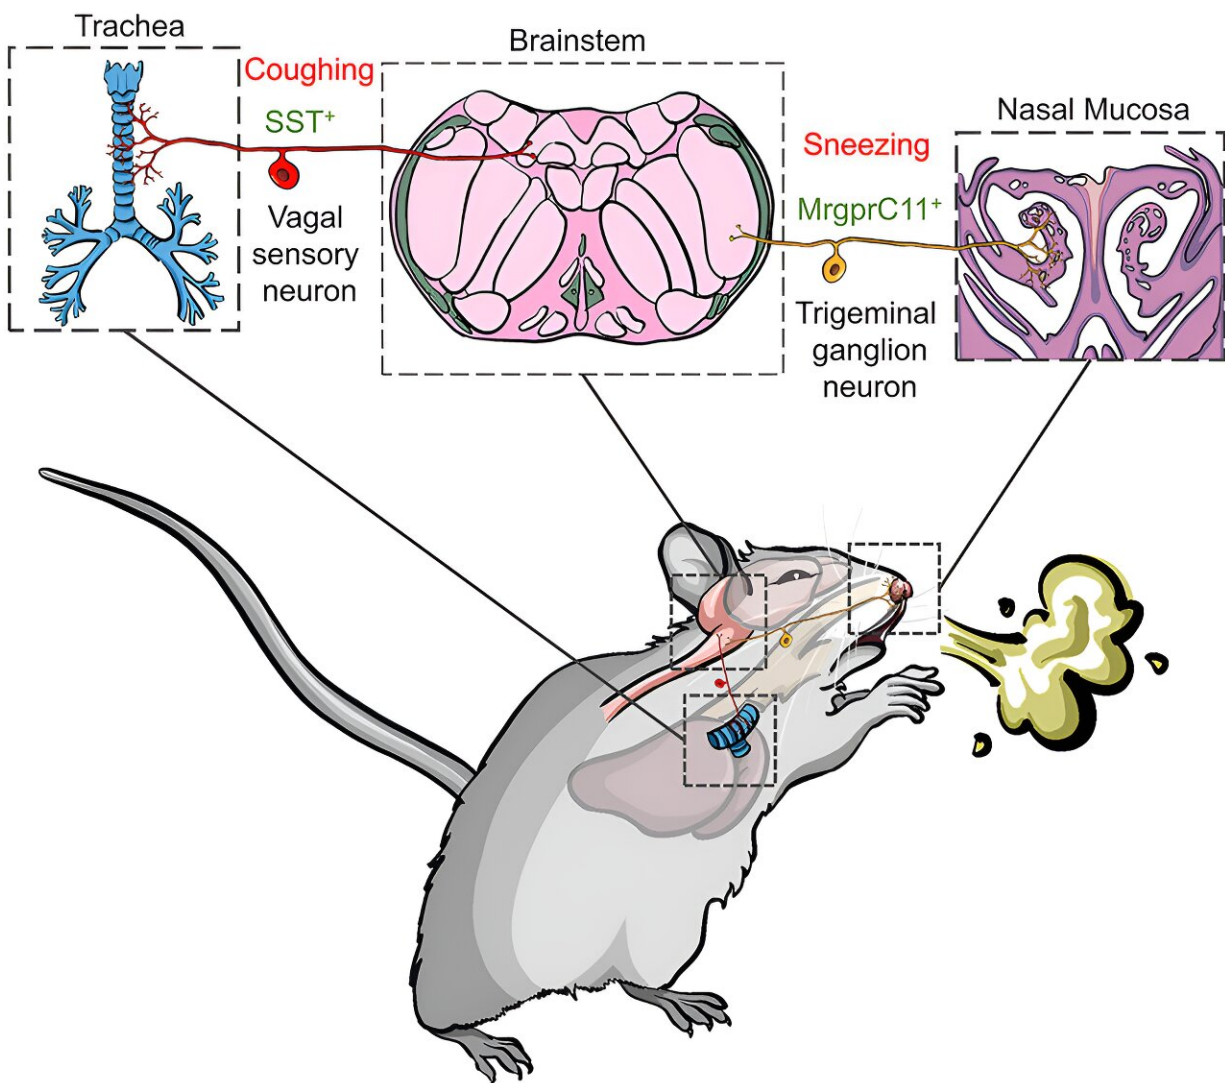 Trachea
Coughing
SST⁺
Vagal
sensory
neuron
Brainstem
Sneezing
MrgprC11⁺
Trigeminal
ganglion
neuron
Nasal Mucosa